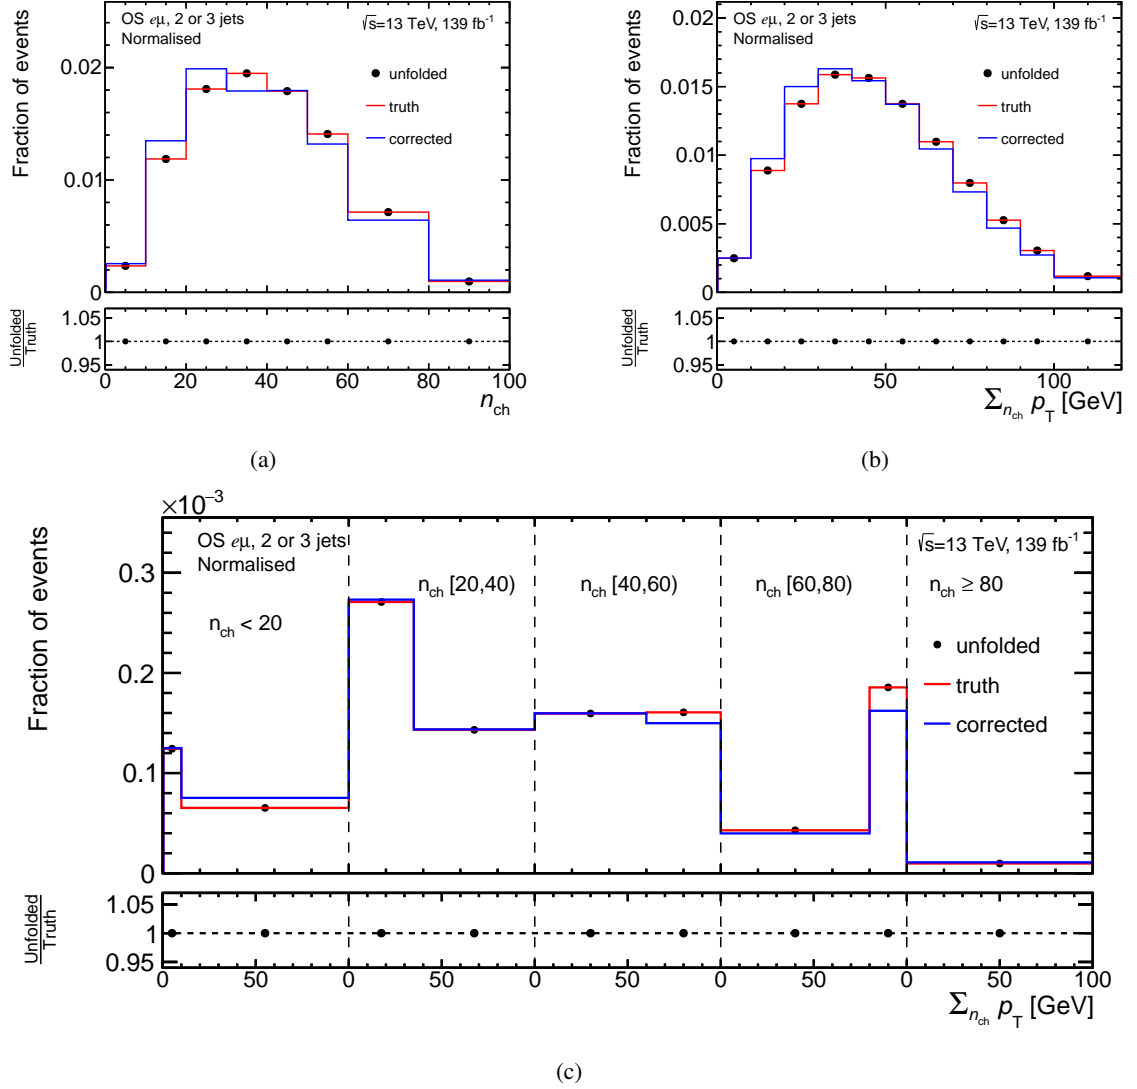 OS eμ, 2 or 3 jets
Normalised
√s=13 TeV, 139 fb⁻¹
unfolded
truth
corrected
Fraction of events
0.02
0.01
0
Unfolded
Truth
1.05
1
0.95
0 20 40 60 80 100
n_ch
(a)
OS eμ, 2 or 3 jets
Normalised
√s=13 TeV, 139 fb⁻¹
unfolded
truth
corrected
Fraction of events
0.02
0.015
0.01
0.005
0
Unfolded
Truth
1.05
1
0.95
0 50 100
Σ_{n_ch} p_T [GeV]
(b)
×10⁻³
OS eμ, 2 or 3 jets
Normalised
√s=13 TeV, 139 fb⁻¹
n_ch < 20
n_ch [20,40)
n_ch [40,60)
n_ch [60,80)
n_ch ≥ 80
unfolded
truth
corrected
Fraction of events
0.3
0.2
0.1
0
Unfolded
Truth
1.05
1
0.95
0 50 0 50 0 50 0 50 0 50 100
Σ_{n_ch} p_T [GeV]
(c)